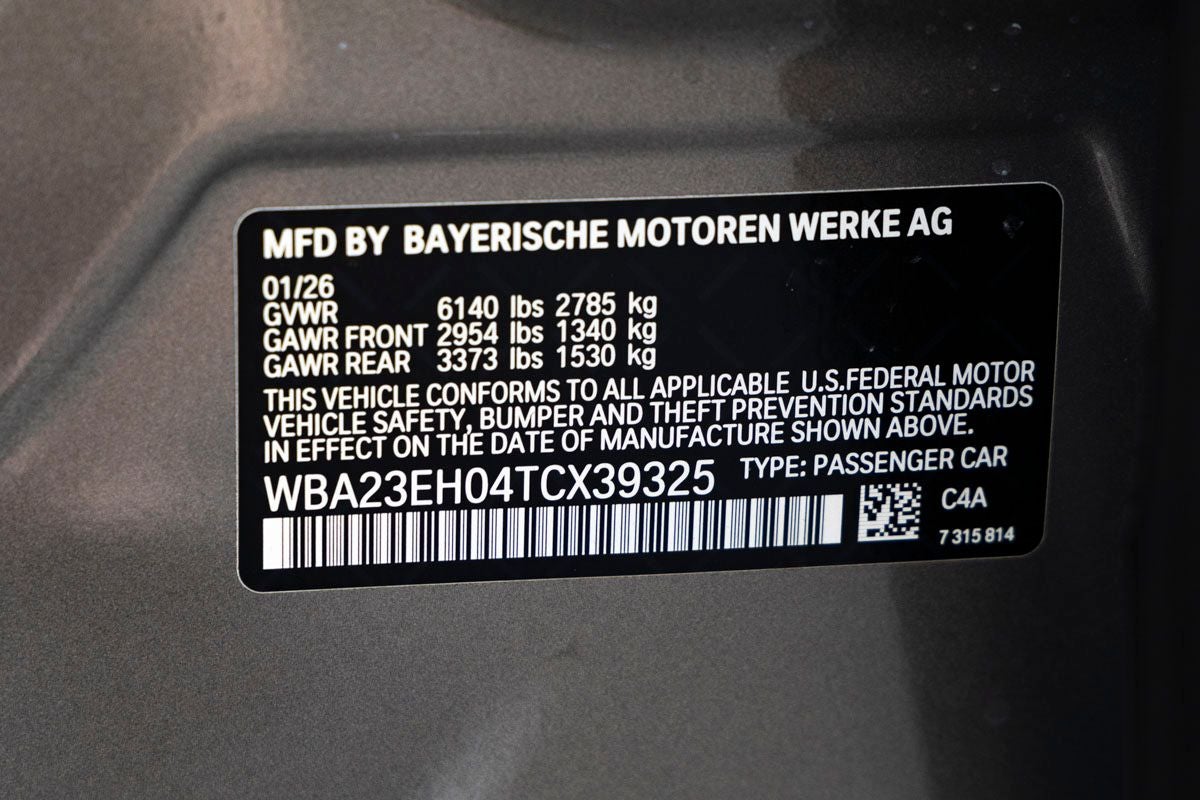 MFD BY BAYERISCHE MOTOREN WERKE AG
01/26
GVWR 6140 lbs 2785 kg
GAWR FRONT 2954 lbs 1340 kg
GAWR REAR 3373 lbs 1530 kg
THIS VEHICLE CONFORMS TO ALL APPLICABLE U.S.FEDERAL MOTOR
VEHICLE SAFETY, BUMPER AND THEFT PREVENTION STANDARDS
IN EFFECT ON THE DATE OF MANUFACTURE SHOWN ABOVE.
WBA23EH04TCX39325 TYPE: PASSENGER CAR
C4A
7 315 814